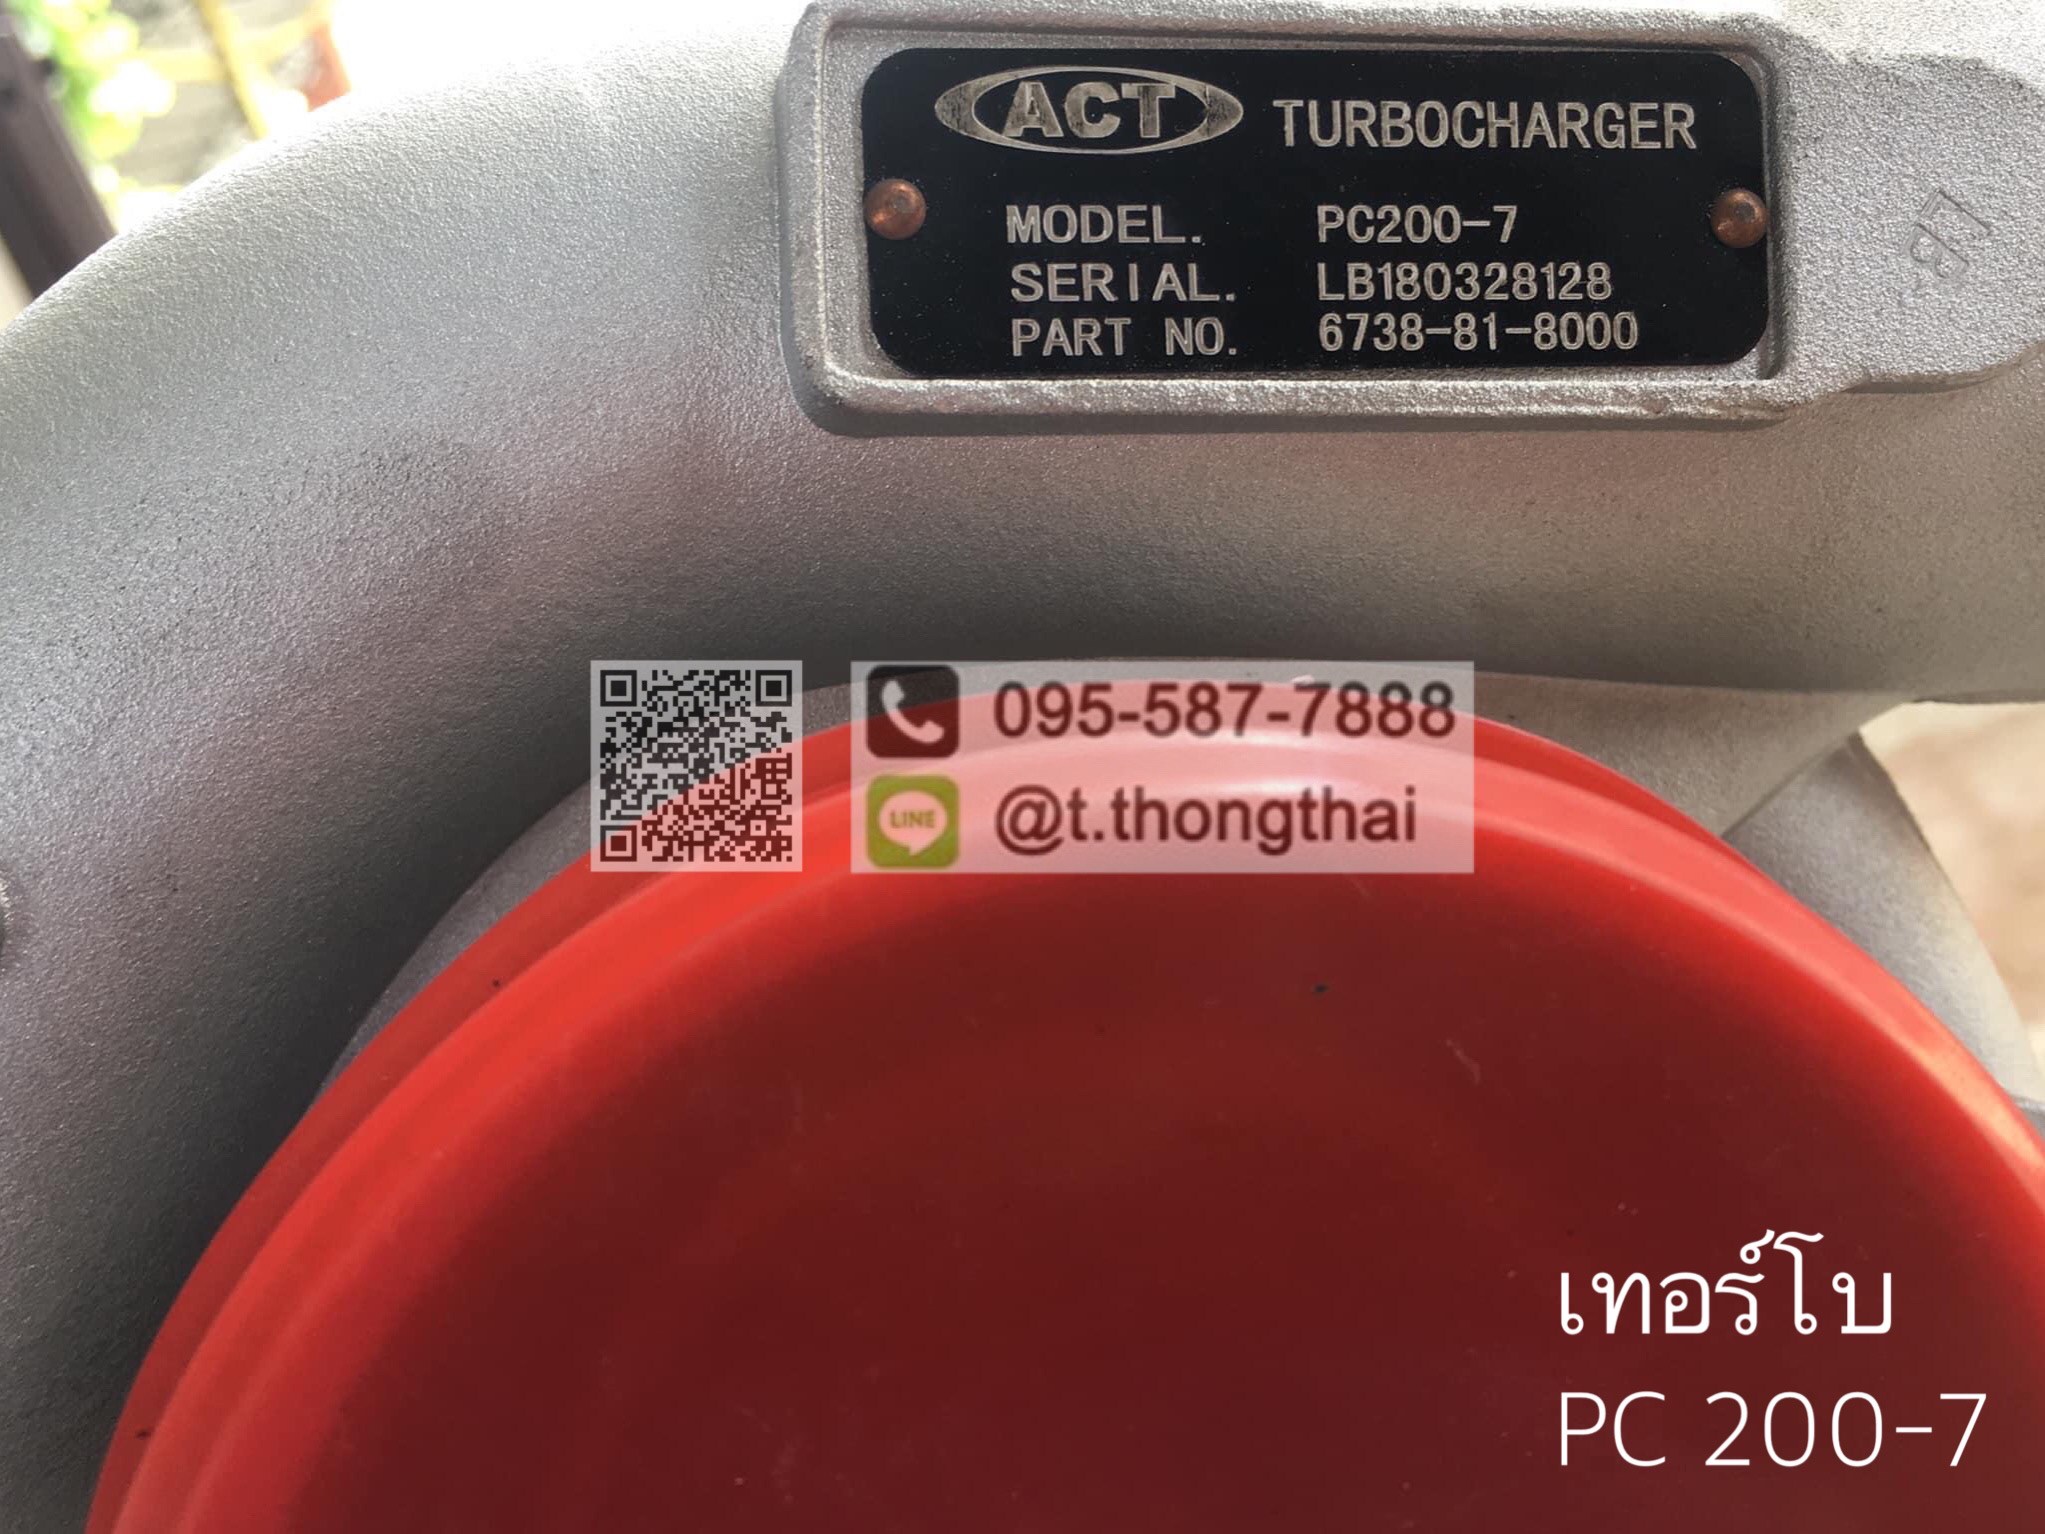 ACT TURBOCHARGER
MODEL. PC200-7
SERIAL. LB180328128
PART NO. 6738-81-8000
LB
095-587-7888
LINE @t.thongthai
เทอร์โบ
PC 200-7